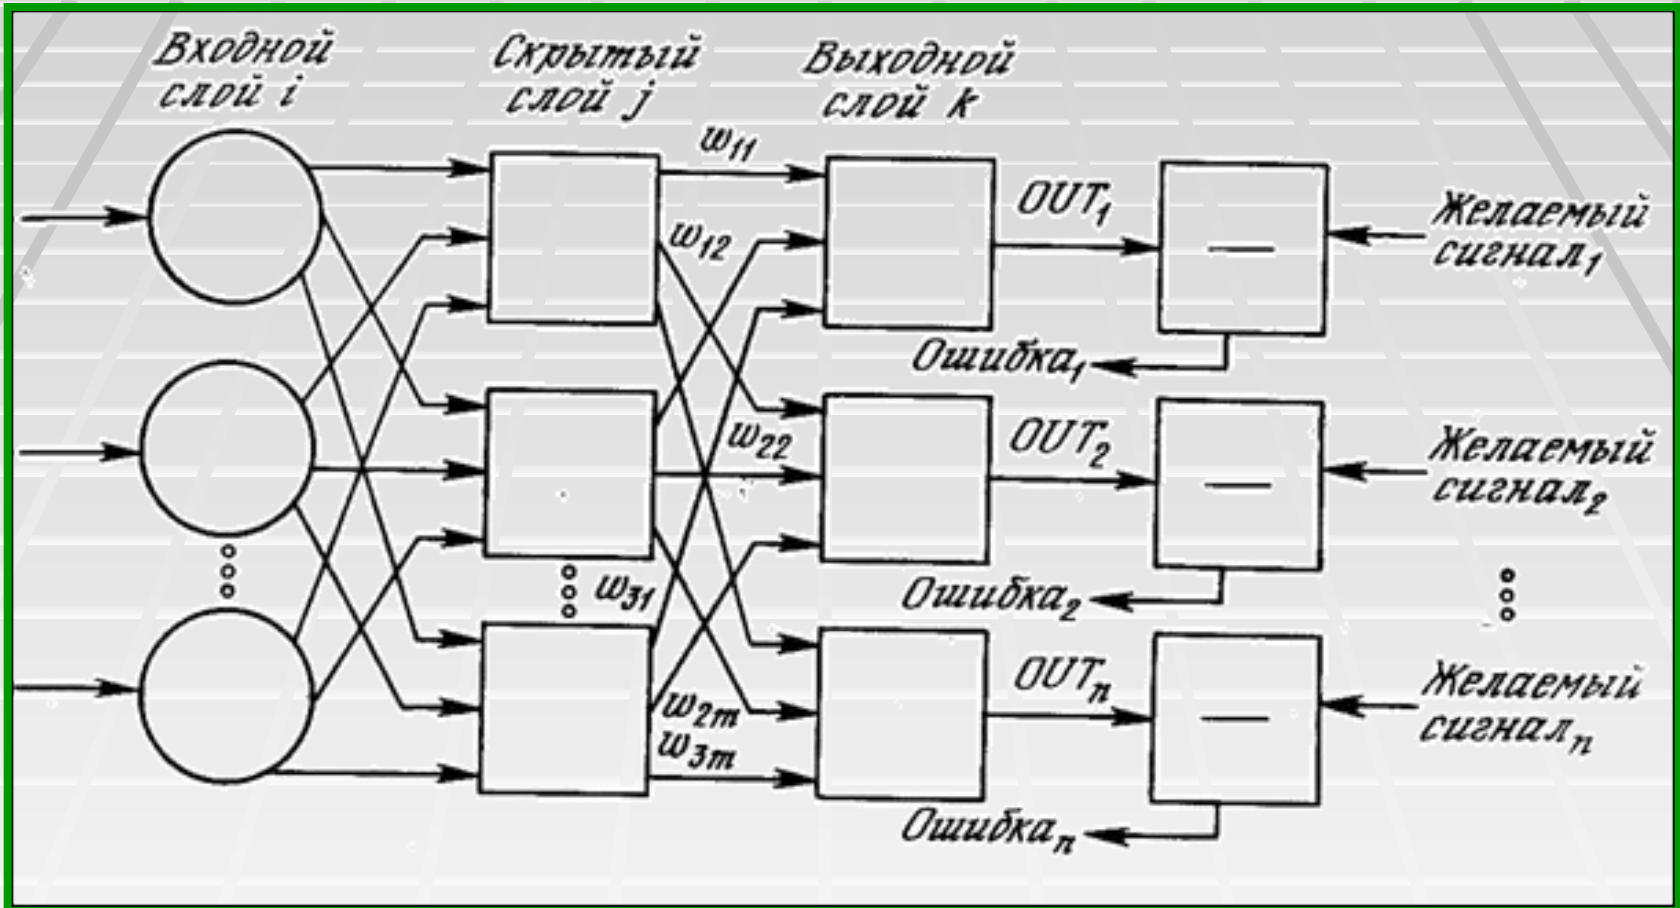 Входной
слой i
Скрытый
слой j
Выходной
слой k
w₁₁
w₁₂
OUT₁
Желаемый
сигнал₁
Ошибка₁
w₂₂
OUT₂
Желаемый
сигнал₂
w₃₁
Ошибка₂
OUTₙ
Желаемый
сигналₙ
w₂ₘ
w₃ₘ
Ошибкаₙ